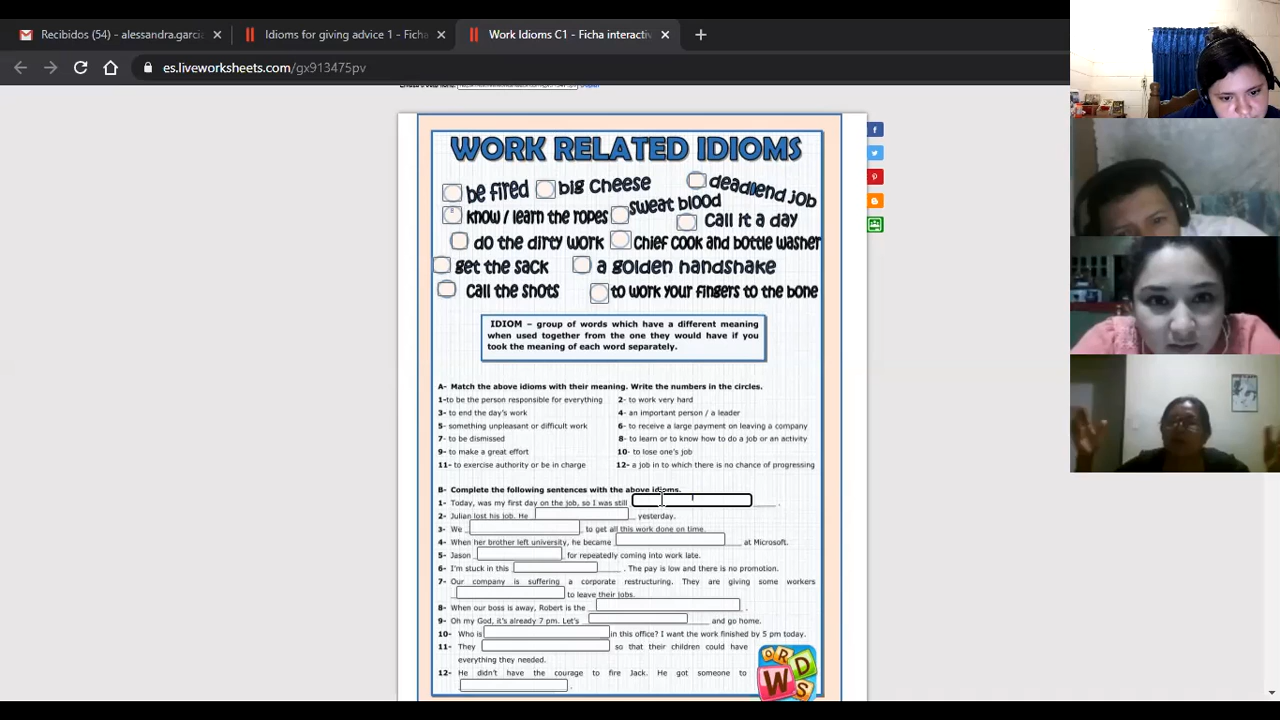 Recibidos (54) - alessandra.garci
Idioms for giving advice 1 - Ficha
Work Idioms C1 - Ficha interactiv
es.liveworksheets.com/gx913475pv
WORK RELATED IDIOMS
be fired
big Cheese
dead end job
know / learn the ropes
sweat blood
Call it a day
do the dirty work
Chief cook and bottle washer
get the sack
a golden handshake
call the shots
to work your fingers to the bone
IDIOM – group of words which have a different meaning
when used together from the one they would have if you
took the meaning of each word separately.
A- Match the above idioms with their meaning. Write the numbers in the circles.
1-to be the person responsible for everything
2- to work very hard
3- to end the day's work
4- an important person / a leader
5- something unpleasant or difficult work
6- to receive a large payment on leaving a company
7- to be dismissed
8- to learn or to know how to do a job or an activity
9- to make a great effort
10- to lose one's job
11- to exercise authority or be in charge
12- a job in to which there is no chance of progressing
B- Complete the following sentences with the above idioms.
1- Today, was my first day on the job, so I was still _____ .
2- Julian lost his job. He _ yesterday.
3- We to get all this work done on time.
4- When her brother left university, he became ___ at Microsoft.
5- Jason for repeatedly coming into work late.
6- I'm stuck in this _____ . The pay is low and there is no promotion.
7- Our company is suffering a corporate restructuring. They are giving some workers
to leave their jobs.
8- When our boss is away, Robert is the .
9- Oh my God, it's already 7 pm. Let's ____ and go home.
10- Who is in this office? I want the work finished by 5 pm today.
11- They so that their children could have
everything they needed.
12- He didn't have the courage to fire Jack. He got someone to
.
WORDS